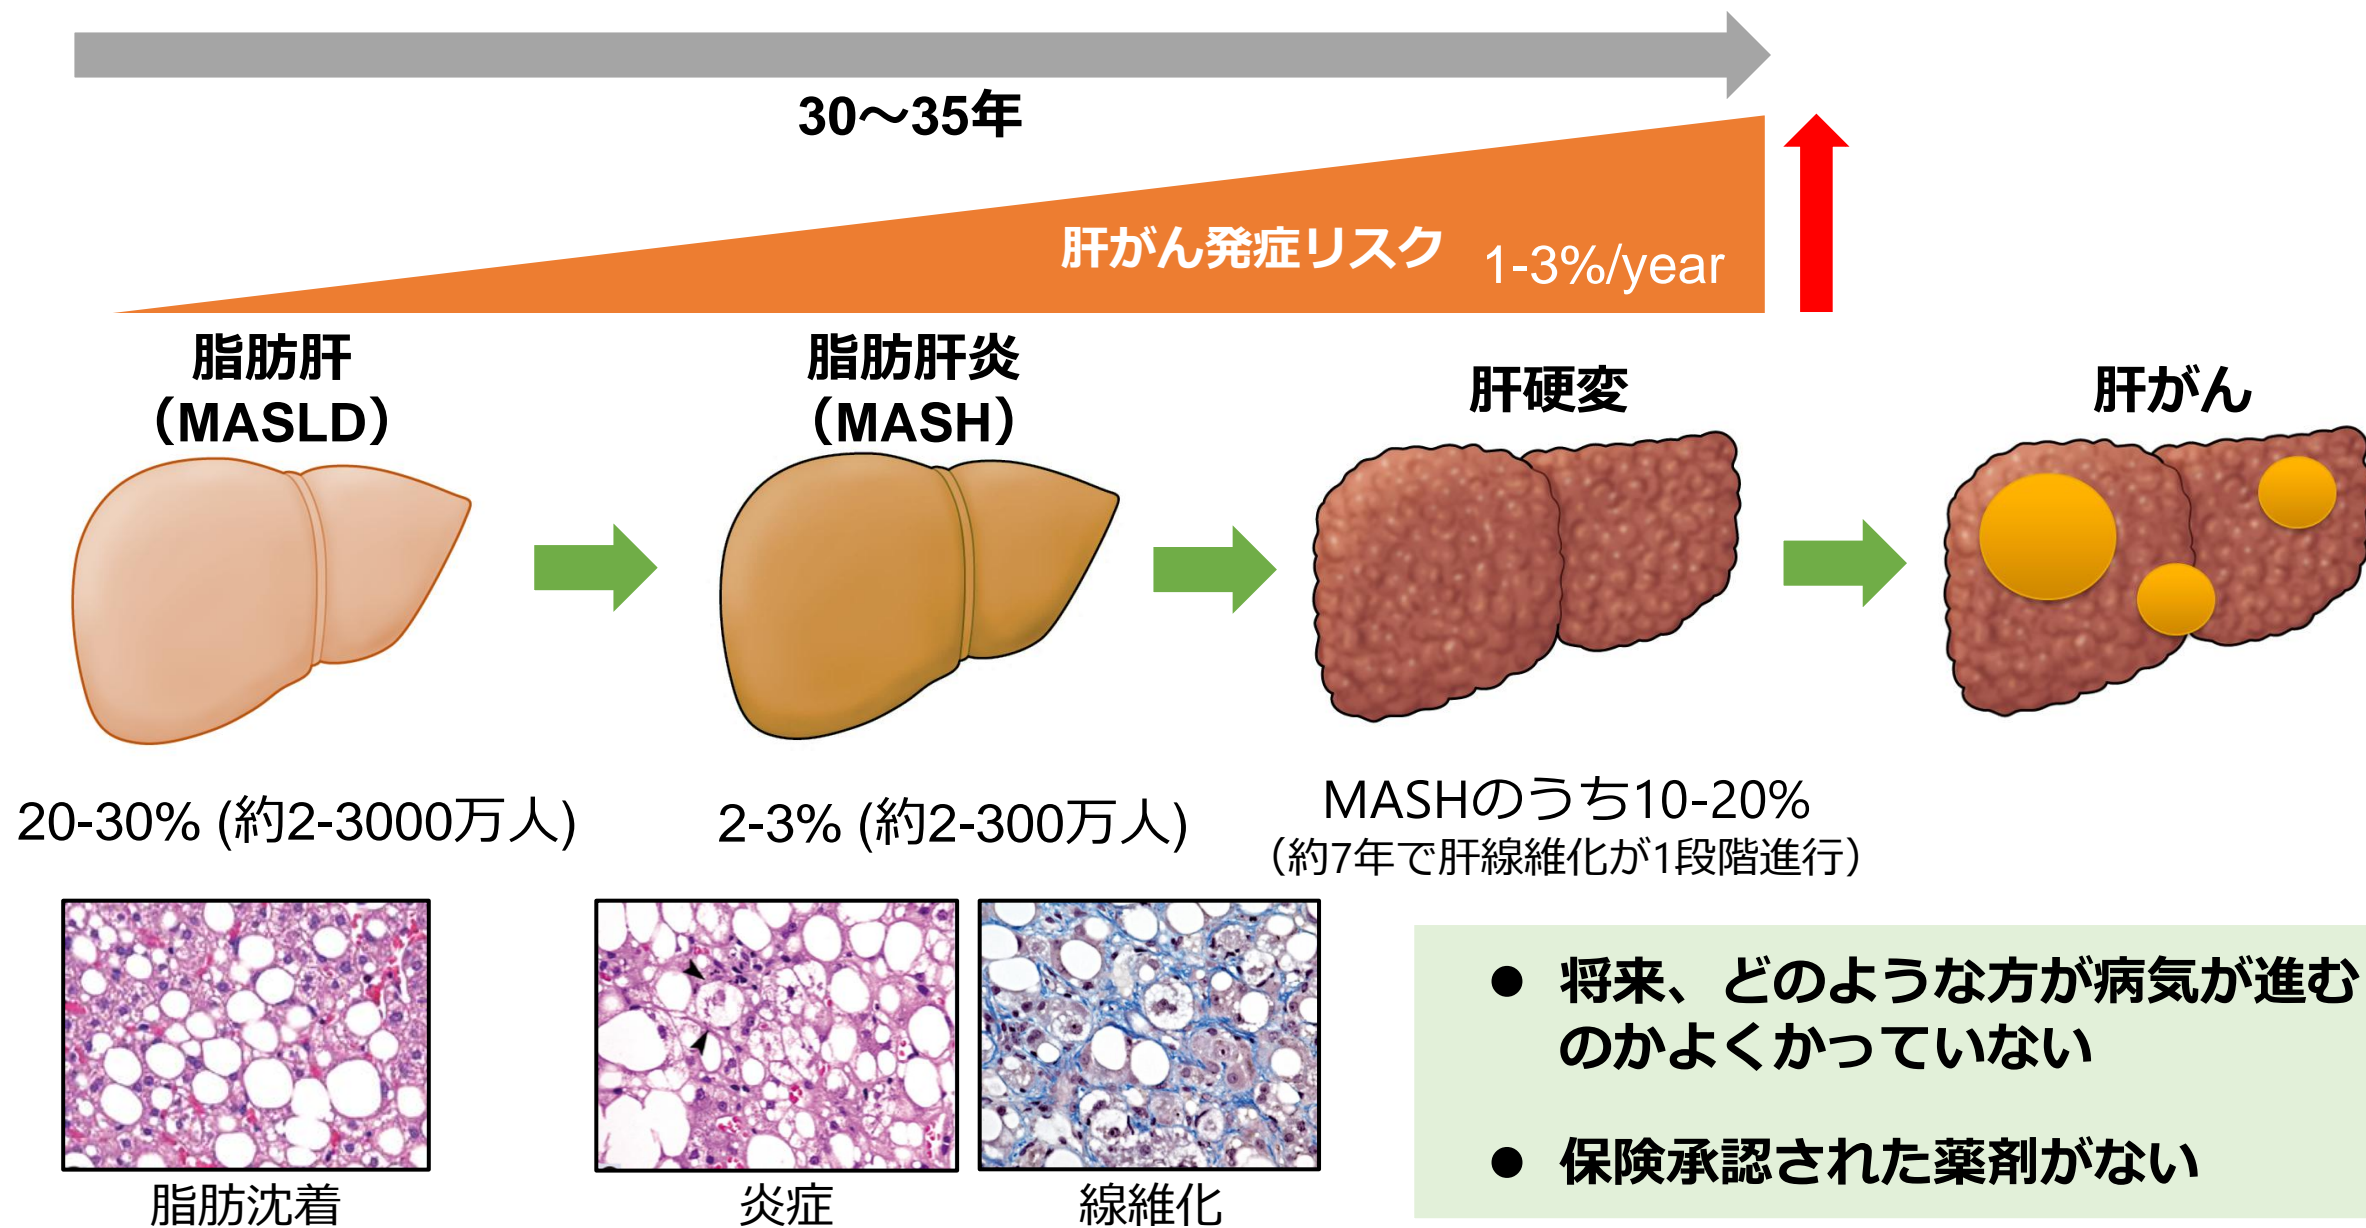 30～35年
肝がん発症リスク 1-3%/year
脂肪肝
（MASLD）
脂肪肝炎
（MASH）
肝硬変
肝がん
20-30% (約2-3000万人)
2-3% (約2-300万人)
MASHのうち10-20%
（約7年で肝線維化が1段階進行）
脂肪沈着
炎症
線維化
● 将来、どのような方が病気が進む
のかよくかっていない
● 保険承認された薬剤がない